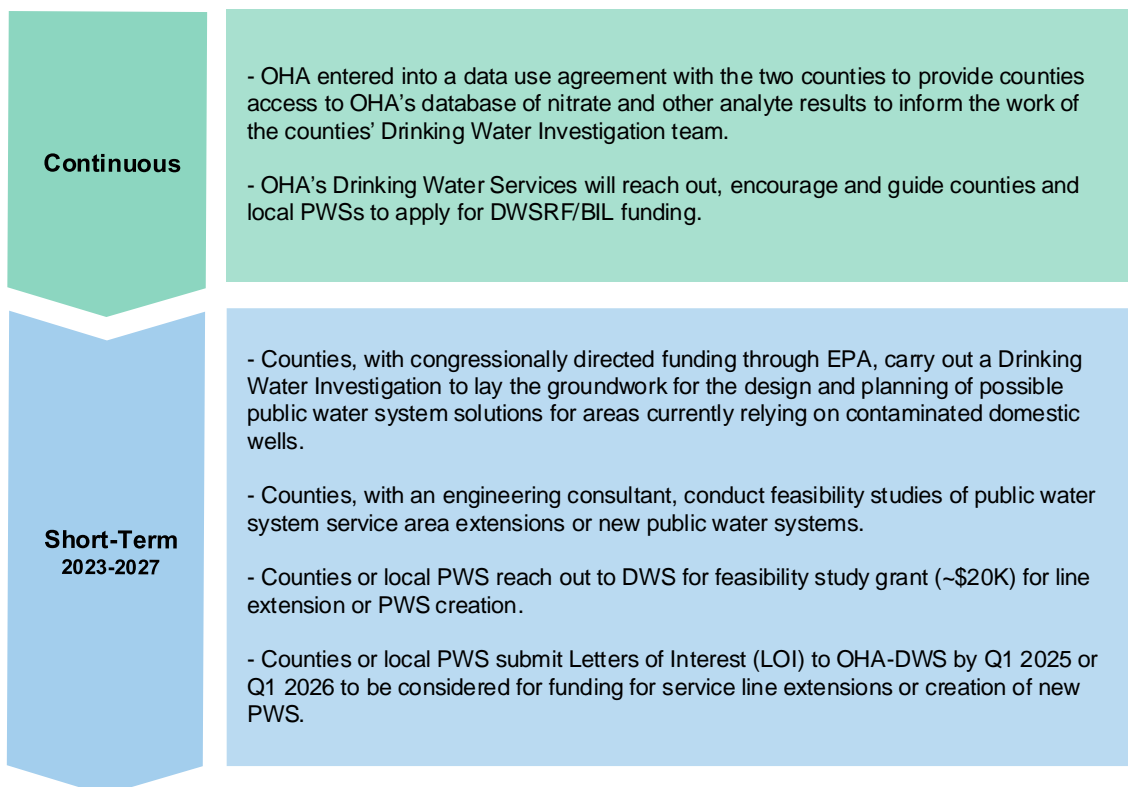 Continuous
- OHA entered into a data use agreement with the two counties to provide counties
access to OHA's database of nitrate and other analyte results to inform the work of
the counties' Drinking Water Investigation team.
- OHA's Drinking Water Services will reach out, encourage and guide counties and
local PWSs to apply for DWSRF/BIL funding.
Short-Term
2023-2027
- Counties, with congressionally directed funding through EPA, carry out a Drinking
Water Investigation to lay the groundwork for the design and planning of possible
public water system solutions for areas currently relying on contaminated domestic
wells.
- Counties, with an engineering consultant, conduct feasibility studies of public water
system service area extensions or new public water systems.
- Counties or local PWS reach out to DWS for feasibility study grant (~$20K) for line
extension or PWS creation.
- Counties or local PWS submit Letters of Interest (LOI) to OHA-DWS by Q1 2025 or
Q1 2026 to be considered for funding for service line extensions or creation of new
PWS.